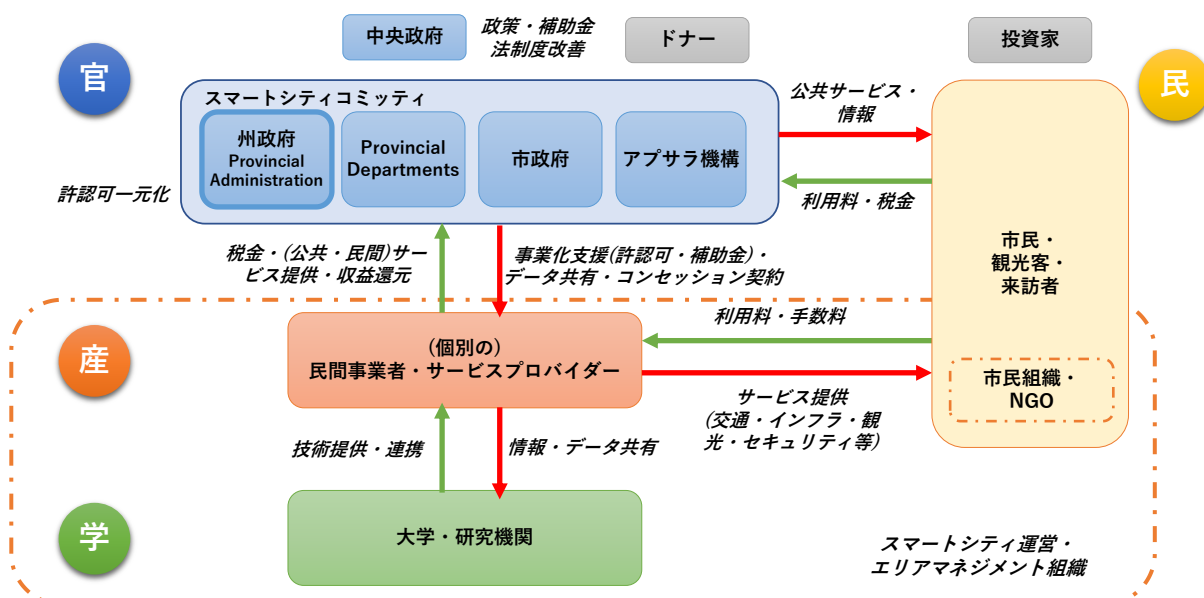 中央政府
政策・補助金
法制度改善
ドナー
投資家
官
民
スマートシティコミッティ
州政府
Provincial
Administration
Provincial
Departments
市政府
アプサラ機構
公共サービス・
情報
許認可一元化
利用料・税金
税金・(公共・民間)サー
ビス提供・収益還元
事業化支援(許認可・補助金)・
データ共有・コンセッション契約
市民・
観光客・
来訪者
産
(個別の)
民間事業者・サービスプロバイダー
利用料・手数料
市民組織・
NGO
サービス提供
(交通・インフラ・観
光・セキュリティ等)
技術提供・連携
情報・データ共有
学
大学・研究機関
スマートシティ運営・
エリアマネジメント組織